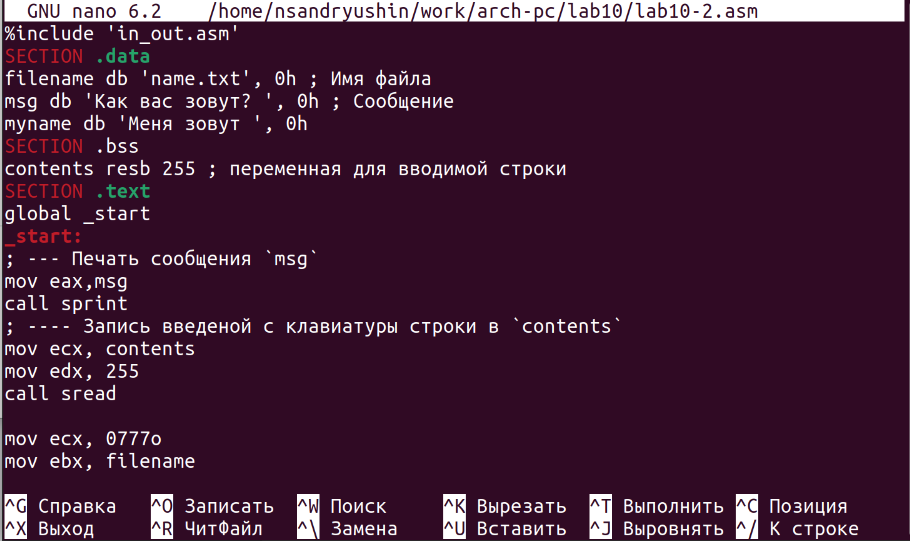 GNU nano 6.2 /home/nsandryushin/work/arch-pc/lab10/lab10-2.asm
%include 'in_out.asm'
SECTION .data
filename db 'name.txt', 0h ; Имя файла
msg db 'Как вас зовут? ', 0h ; Сообщение
myname db 'Меня зовут ', 0h
SECTION .bss
contents resb 255 ; переменная для вводимой строки
SECTION .text
global _start
_start:
; --- Печать сообщения `msg`
mov eax,msg
call sprint
; ---- Запись введеной с клавиатуры строки в `contents`
mov ecx, contents
mov edx, 255
call sread
mov ecx, 0777o
mov ebx, filename
^G Справка ^O Записать ^W Поиск ^K Вырезать ^T Выполнить ^C Позиция
^X Выход ^R ЧитФайл ^\ Замена ^U Вставить ^J Выровнять ^/ К строке